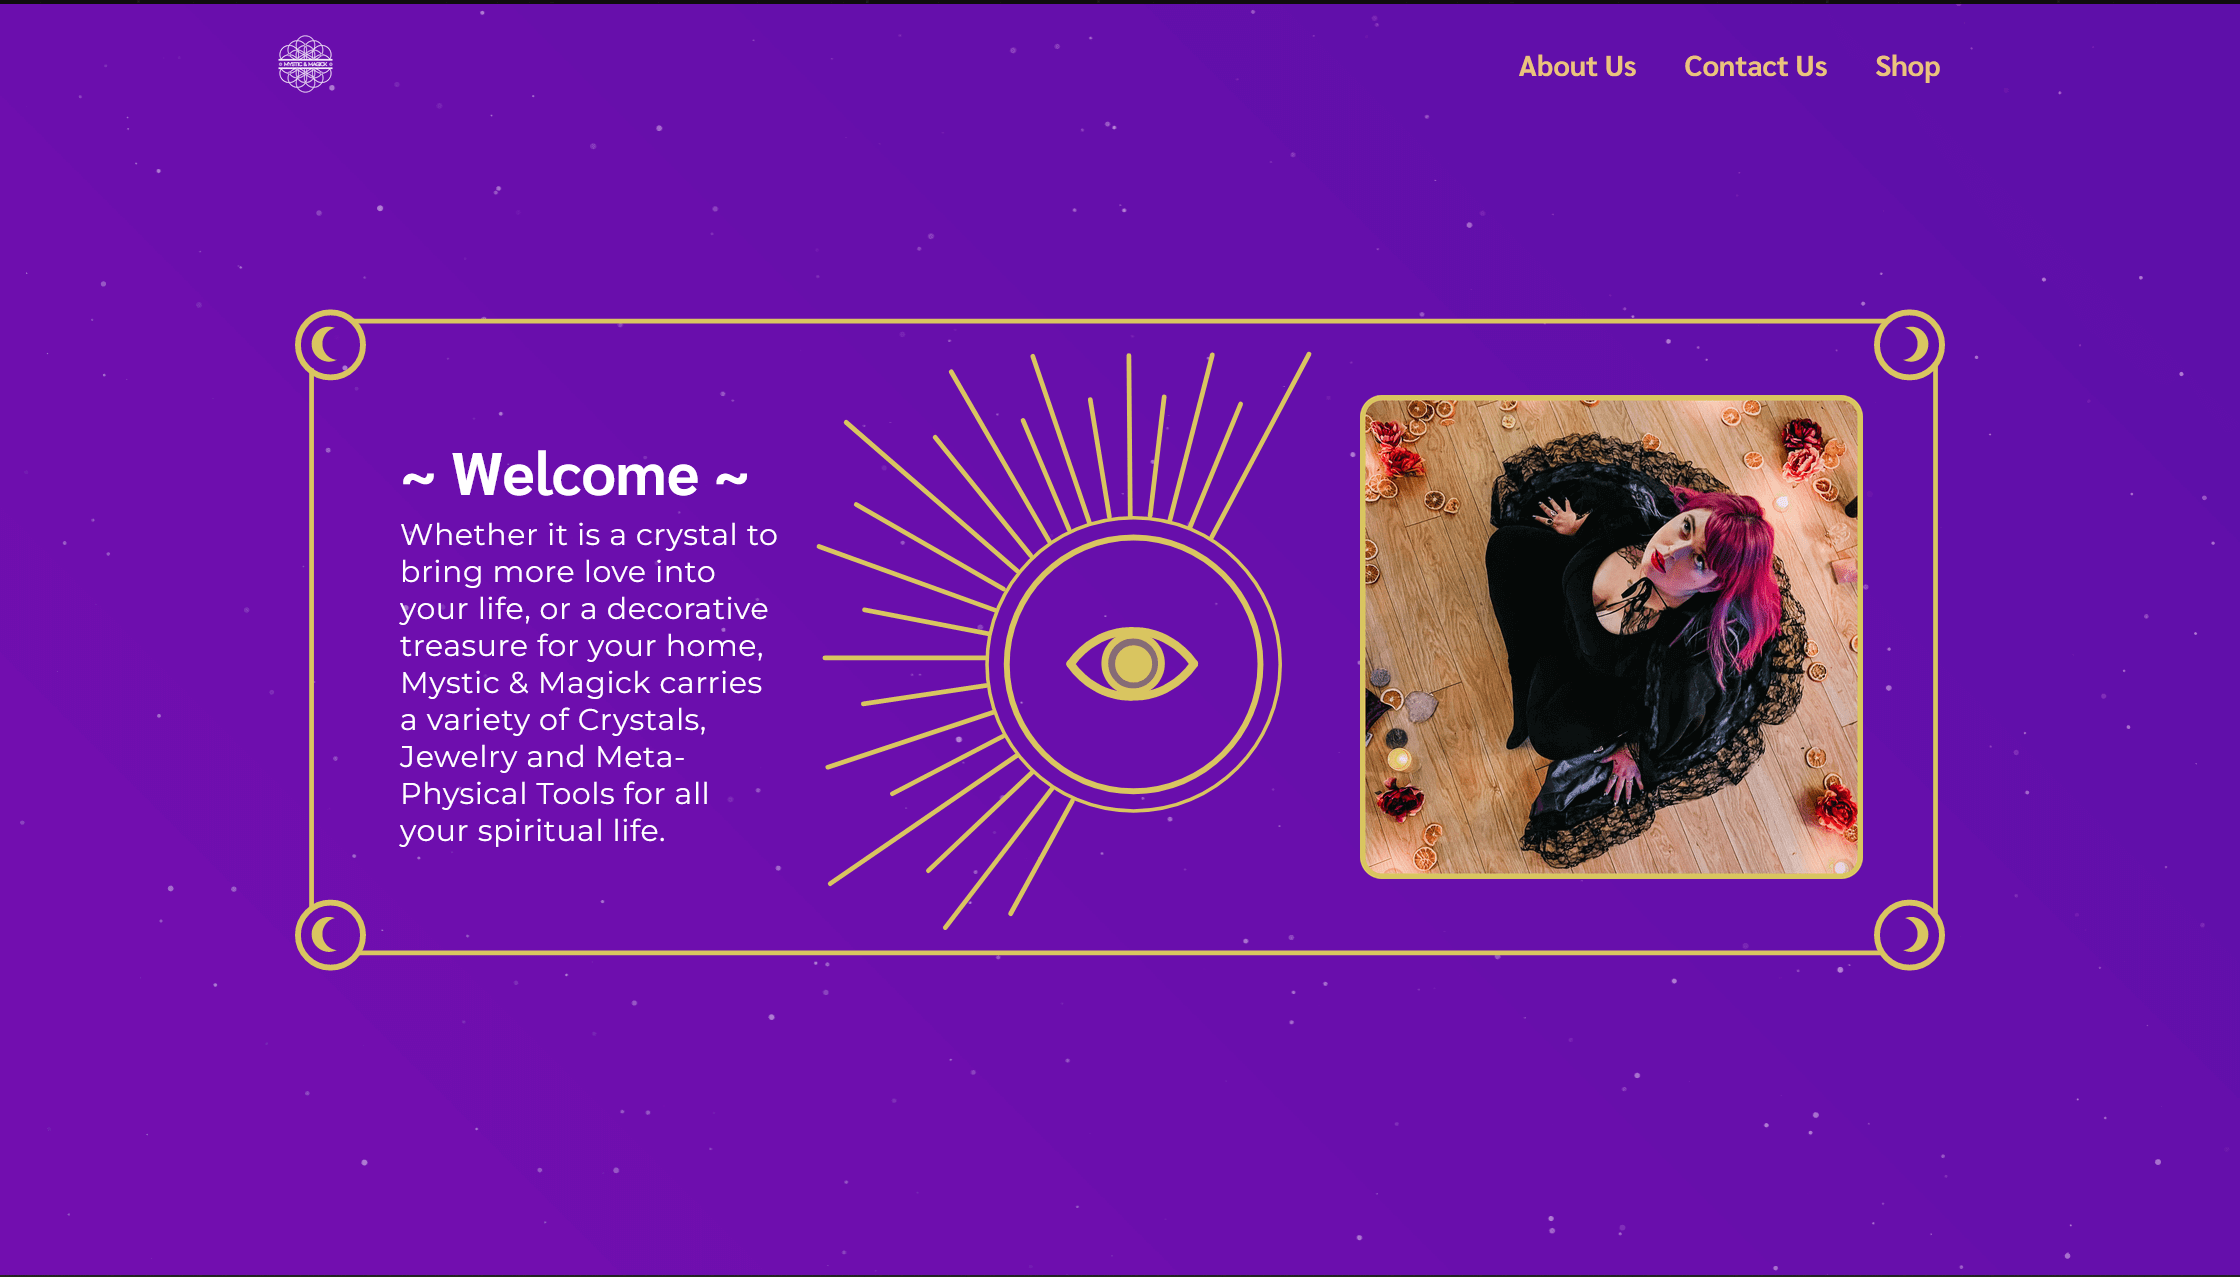 MYSTIC & MAGICK
About Us Contact Us Shop
~ Welcome ~
Whether it is a crystal to
bring more love into
your life, or a decorative
treasure for your home,
Mystic & Magick carries
a variety of Crystals,
Jewelry and Meta-
Physical Tools for all
your spiritual life.